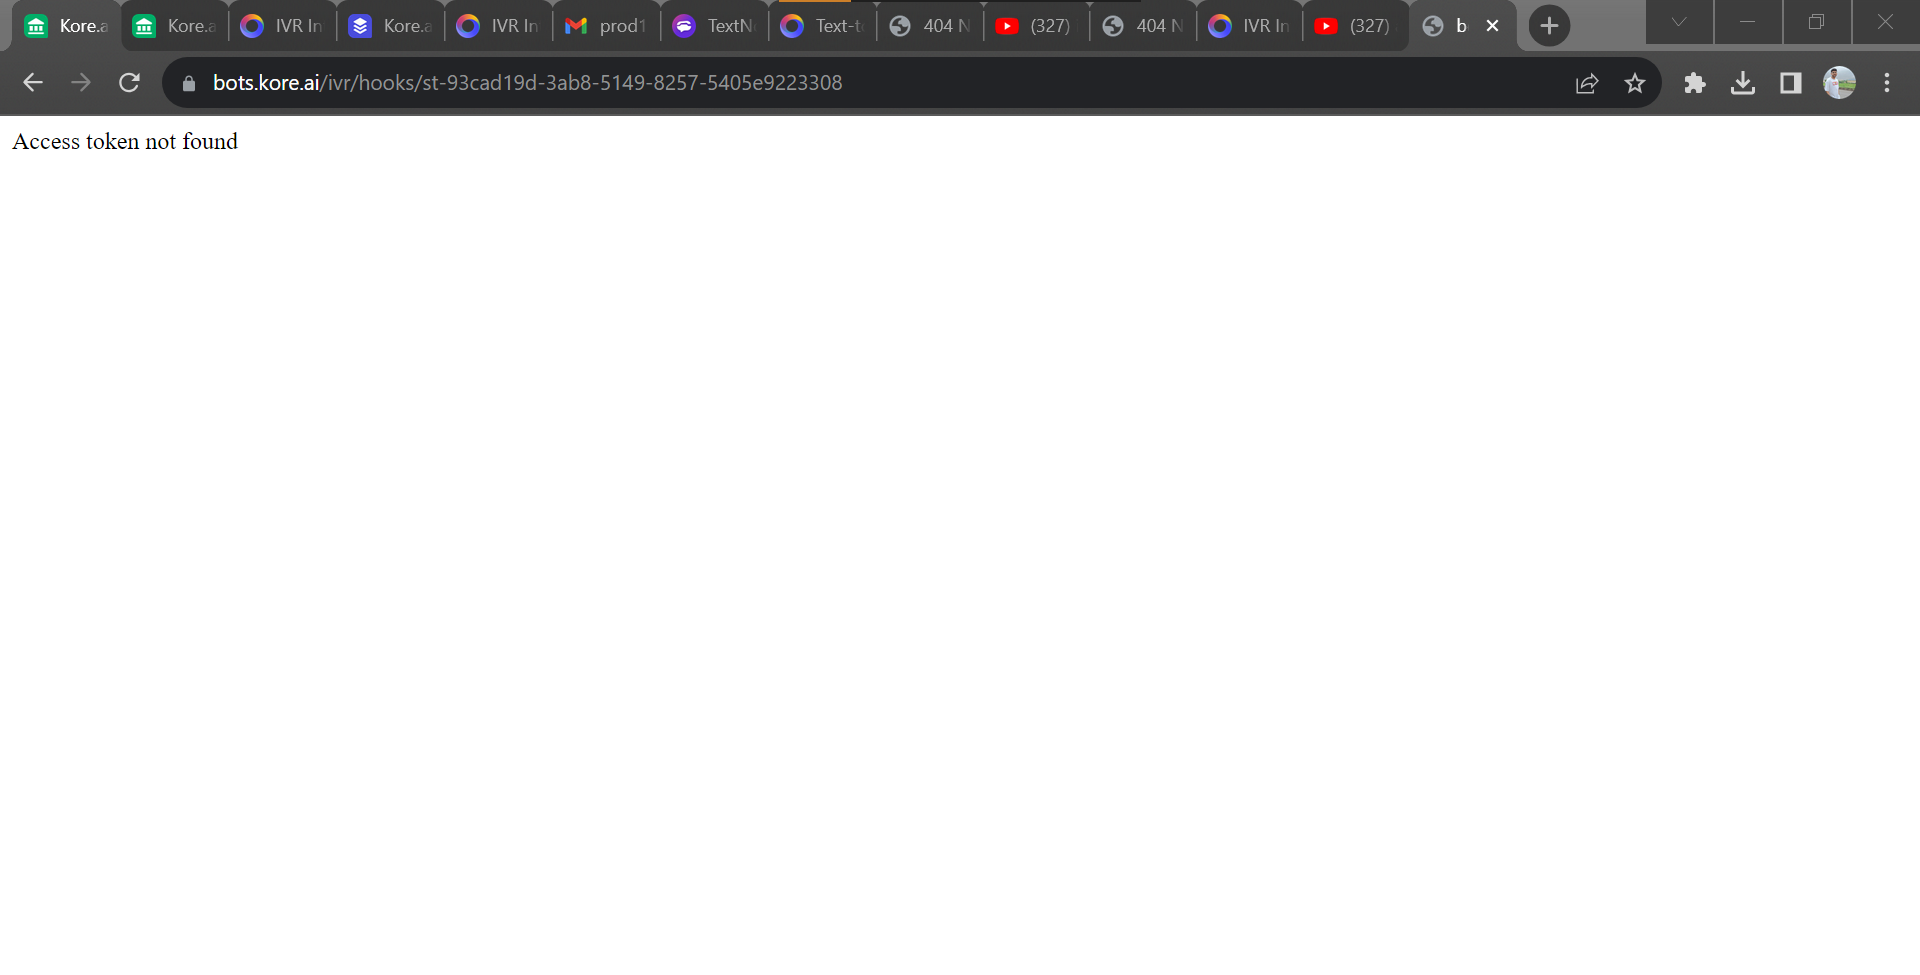 Kore.a
Kore.a
IVR In
Kore.a
IVR In
prod1
TextN
Text-t
404 N
(327)
404 N
IVR In
(327)
b
bots.kore.ai/ivr/hooks/st-93cad19d-3ab8-5149-8257-5405e9223308
Access token not found